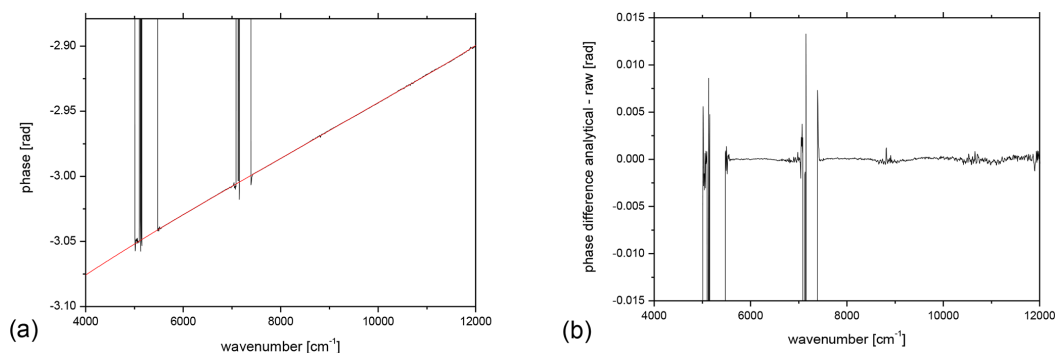 -2.90
-2.95
-3.00
-3.05
-3.10
phase [rad]
4000 6000 8000 10000 12000
wavenumber [cm⁻¹]
(a)
0.015
0.010
0.005
0.000
-0.005
-0.010
-0.015
phase difference analytical - raw [rad]
4000 6000 8000 10000 12000
wavenumber [cm⁻¹]
(b)